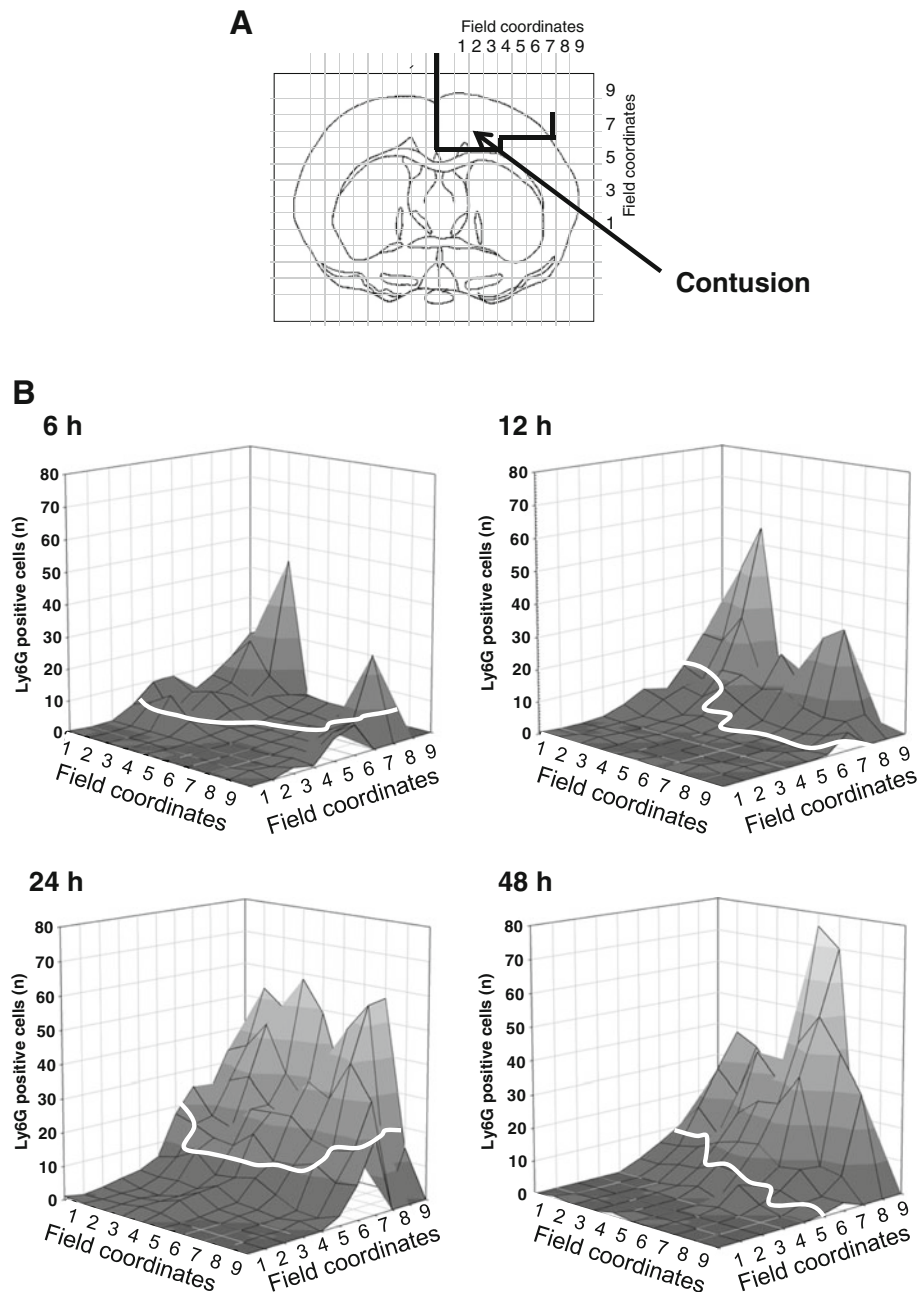 A
Field coordinates
1 2 3 4 5 6 7 8 9
9
7
5
3
1
Field coordinates
Contusion
B
6 h
80
70
60
50
40
30
20
10
0
Ly6G positive cells (n)
1 2 3 4 5 6 7 8 9
Field coordinates
1 2 3 4 5 6 7 8 9
Field coordinates
12 h
80
70
60
50
40
30
20
10
0
Ly6G positive cells (n)
1 2 3 4 5 6 7 8 9
Field coordinates
1 2 3 4 5 6 7 8 9
Field coordinates
24 h
80
70
60
50
40
30
20
10
0
Ly6G positive cells (n)
1 2 3 4 5 6 7 8 9
Field coordinates
1 2 3 4 5 6 7 8 9
Field coordinates
48 h
80
70
60
50
40
30
20
10
0
Ly6G positive cells (n)
1 2 3 4 5 6 7 8 9
Field coordinates
1 2 3 4 5 6 7 8 9
Field coordinates